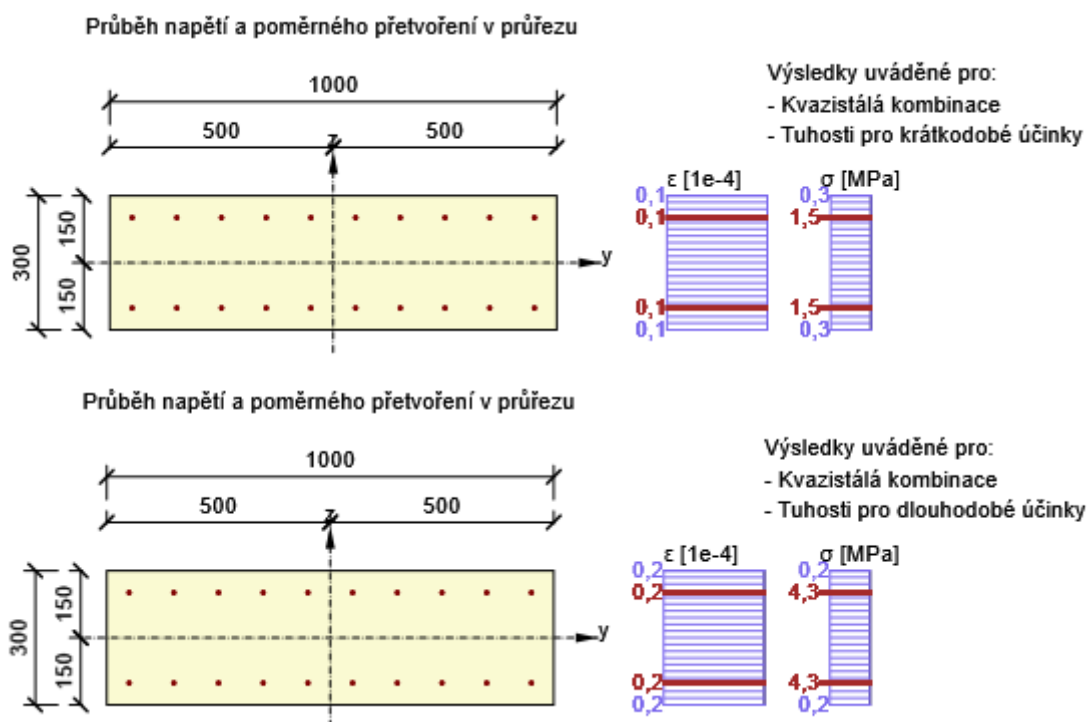 Průběh napětí a poměrného přetvoření v průřezu
Výsledky uváděné pro:
- Kvazistálá kombinace
- Tuhosti pro krátkodobé účinky
1000
500 500
z
y
300
150
150
ε [1e-4] σ [MPa]
0,1 0,3
0,1 1,5
0,1 1,5
0,1 0,3
Průběh napětí a poměrného přetvoření v průřezu
Výsledky uváděné pro:
- Kvazistálá kombinace
- Tuhosti pro dlouhodobé účinky
1000
500 500
z
y
300
150
150
ε [1e-4] σ [MPa]
0,2 0,2
0,2 4,3
0,2 4,3
0,2 0,2